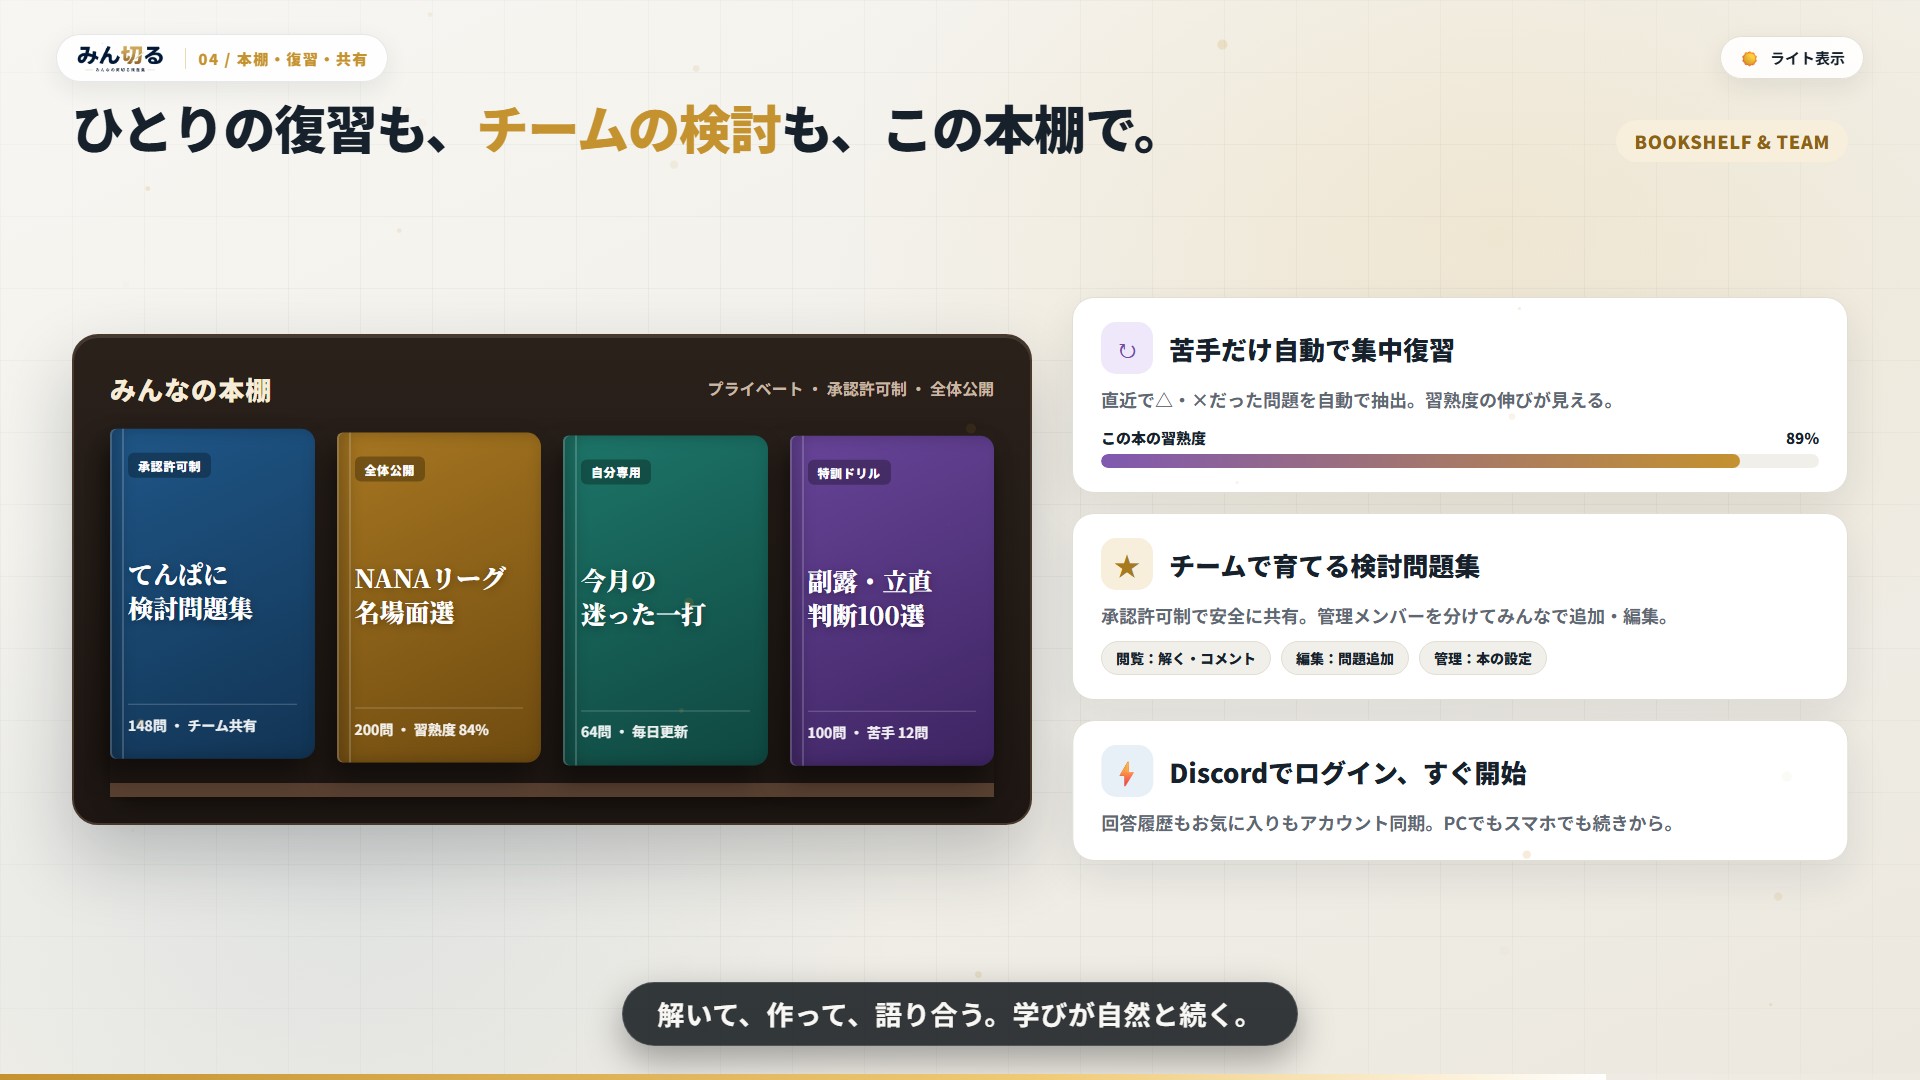 みん切る
みんなの何切る問題集
04 / 本棚・復習・共有
ライト表示
ひとりの復習も、チームの検討も、この本棚で。
BOOKSHELF & TEAM
みんなの本棚
プライベート ・ 承認許可制 ・ 全体公開
承認許可制
てんぱに
検討問題集
148問 ・ チーム共有
全体公開
NANAリーグ
名場面選
200問 ・ 習熟度 84%
自分専用
今月の
迷った一打
64問 ・ 毎日更新
特訓ドリル
副露・立直
判断100選
100問 ・ 苦手 12問
苦手だけ自動で集中復習
直近で△・×だった問題を自動で抽出。習熟度の伸びが見える。
この本の習熟度
89%
チームで育てる検討問題集
承認許可制で安全に共有。管理メンバーを分けてみんなで追加・編集。
閲覧：解く・コメント
編集：問題追加
管理：本の設定
Discordでログイン、すぐ開始
回答履歴もお気に入りもアカウント同期。PCでもスマホでも続きから。
解いて、作って、語り合う。学びが自然と続く。